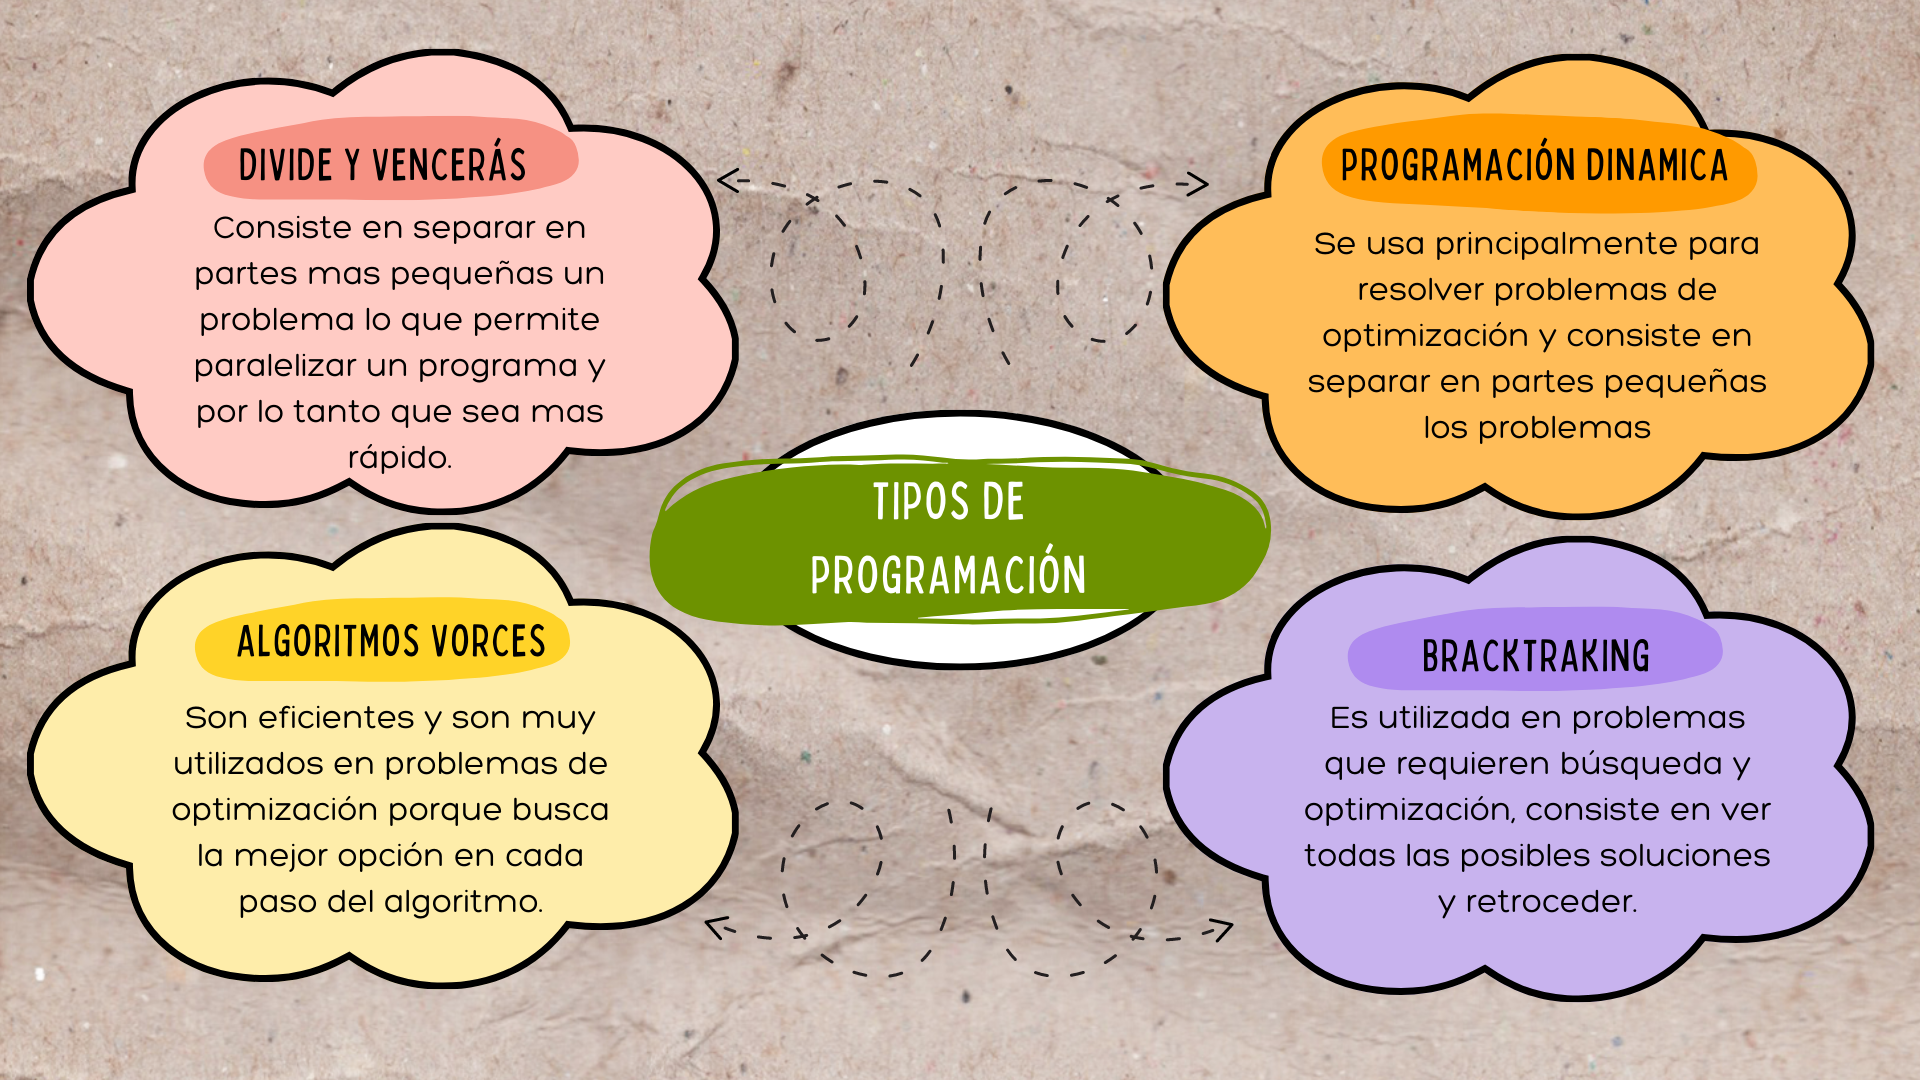 DIVIDE Y VENCERÁS
Consiste en separar en
partes mas pequeñas un
problema lo que permite
paralelizar un programa y
por lo tanto que sea mas
rápido.
PROGRAMACIÓN DINAMICA
Se usa principalmente para
resolver problemas de
optimización y consiste en
separar en partes pequeñas
los problemas
TIPOS DE
PROGRAMACIÓN
ALGORITMOS VORCES
Son eficientes y son muy
utilizados en problemas de
optimización porque busca
la mejor opción en cada
paso del algoritmo.
BRACKTRAKING
Es utilizada en problemas
que requieren búsqueda y
optimización, consiste en ver
todas las posibles soluciones
y retroceder.